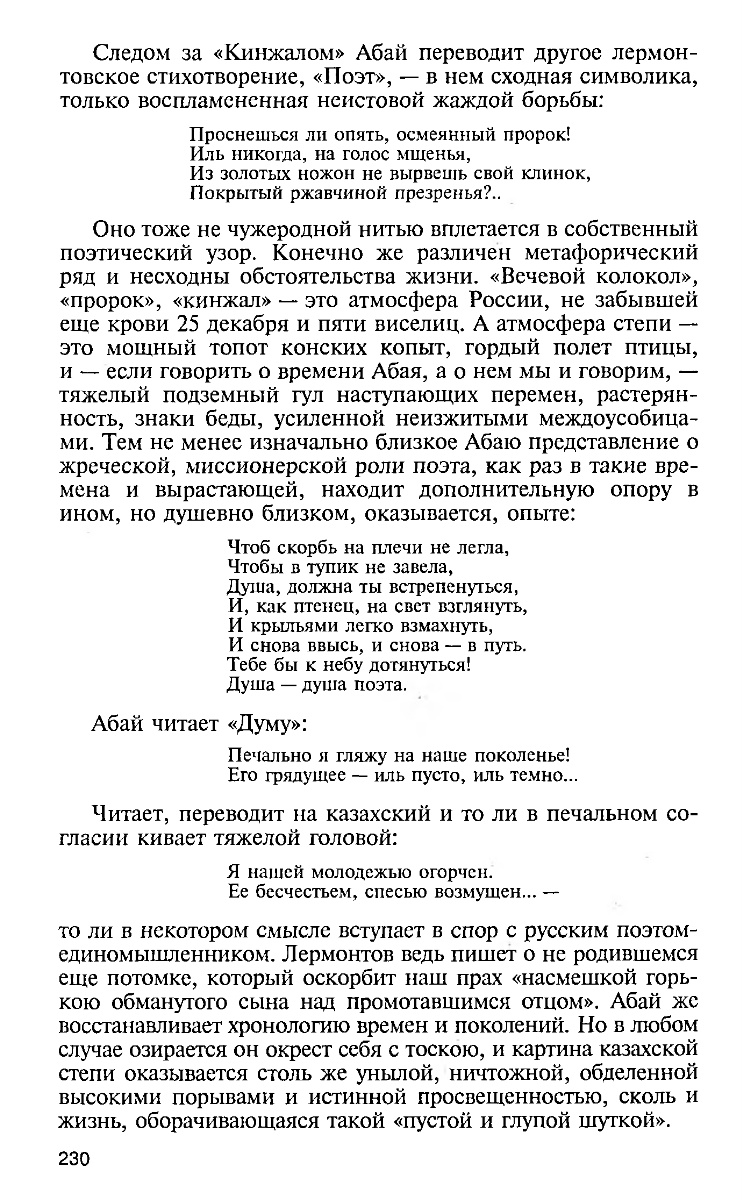 Следом за «Кинжалом» Абай переводит другое лермон-
товское стихотворение, «Поэт», — в нем сходная символика,
только воспламененная неистовой жаждой борьбы:
Проснешься ли опять, осмеянный пророк!
Иль никогда, на голос мщенья,
Из золотых ножон не вырвешь свой клинок,
Покрытый ржавчиной презренья?..
Оно тоже не чужеродной нитью вплетается в собственный
поэтический узор. Конечно же различен метафорический
ряд и несходны обстоятельства жизни. «Вечевой колокол»,
«пророк», «кинжал» — это атмосфера России, не забывшей
еще крови 25 декабря и пяти виселиц. А атмосфера степи —
это мощный топот конских копыт, гордый полет птицы,
и — если говорить о времени Абая, а о нем мы и говорим, —
тяжелый подземный гул наступающих перемен, растерян-
ность, знаки беды, усиленной неизжитыми междоусобица-
ми. Тем не менее изначально близкое Абаю представление о
жреческой, миссионерской роли поэта, как раз в такие вре-
мена и вырастающей, находит дополнительную опору в
ином, но душевно близком, оказывается, опыте:
Чтоб скорбь на плечи не легла,
Чтобы в тупик не завела,
Душа, должна ты встрепенуться,
И, как птенец, на свет взглянуть,
И крыльями легко взмахнуть,
И снова ввысь, и снова — в путь.
Тебе бы к небу дотянуться!
Душа — душа поэта.
Абай читает «Думу»:
Печально я гляжу на наше поколенье!
Его грядущее — иль пусто, иль темно...
Читает, переводит на казахский и то ли в печальном со-
гласии кивает тяжелой головой:
Я нашей молодежью огорчен.
Ее бесчестьем, спесью возмущен... —
то ли в некотором смысле вступает в спор с русским поэтом-
единомышленником. Лермонтов ведь пишет о не родившемся
еще потомке, который оскорбит наш прах «насмешкой горь-
кою обманутого сына над промотавшимся отцом». Абай же
восстанавливает хронологию времен и поколений. Но в любом
случае озирается он окрест себя с тоскою, и картина казахской
степи оказывается столь же унылой, ничтожной, обделенной
высокими порывами и истинной просвещенностью, сколь и
жизнь, оборачивающаяся такой «пустой и глупой шуткой».
230